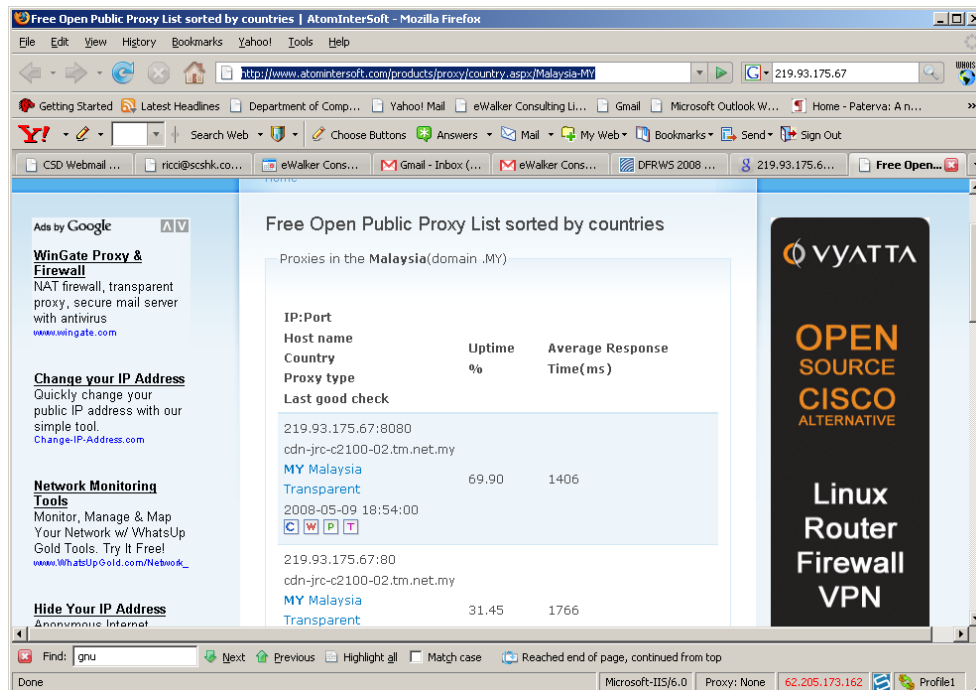 Free Open Public Proxy List sorted by countries | AtomInterSoft - Mozilla Firefox
File Edit View History Bookmarks Yahoo! Tools Help
http://www.atomintersoft.com/products/proxy/country.aspx/Malaysia-MY
219.93.175.67
WHOIS
Getting Started Latest Headlines Department of Comp... Yahoo! Mail eWalker Consulting Li... Gmail Microsoft Outlook W... Home - Paterva: A n... »
Y! Search Web Choose Buttons Answers Mail My Web Bookmarks Send Sign Out
CSD Webmail ... ricci@scshk.co... eWalker Cons... Gmail - Inbox (... eWalker Cons... DFRWS 2008 ... 219.93.175.6... Free Open...
Home
Ads by Google
WinGate Proxy &
Firewall
NAT firewall, transparent
proxy, secure mail server
with antivirus
www.wingate.com
Change your IP Address
Quickly change your
public IP address with our
simple tool.
Change-IP-Address.com
Network Monitoring
Tools
Monitor, Manage & Map
Your Network w/ WhatsUp
Gold Tools. Try It Free!
www.WhatsUpGold.com/Network_
Hide Your IP Address
Anonymous Internet
Free Open Public Proxy List sorted by countries
Proxies in the Malaysia(domain .MY)
IP:Port
Host name
Country
Proxy type
Last good check
Uptime
%
Average Response
Time(ms)
219.93.175.67:8080
cdn-jrc-c2100-02.tm.net.my
MY Malaysia
Transparent
2008-05-09 18:54:00
C W P T
69.90
1406
219.93.175.67:80
cdn-jrc-c2100-02.tm.net.my
MY Malaysia
Transparent
31.45
1766
VYATTA
OPEN
SOURCE
CISCO
ALTERNATIVE
Linux
Router
Firewall
VPN
Find: gnu Next Previous Highlight all Match case Reached end of page, continued from top
Done Microsoft-IIS/6.0 Proxy: None 62.205.173.162 Profile1